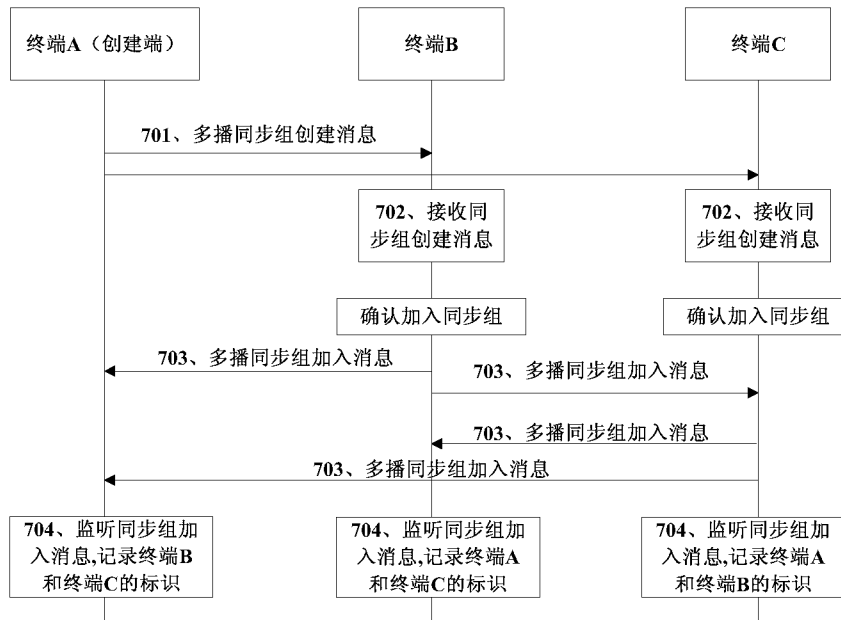 终端A（创建端）
终端B
终端C
701、多播同步组创建消息
702、接收同
步组创建消息
702、接收同
步组创建消息
确认加入同步组
确认加入同步组
703、多播同步组加入消息
703、多播同步组加入消息
703、多播同步组加入消息
703、多播同步组加入消息
704、监听同步组加
入消息,记录终端B
和终端C的标识
704、监听同步组加
入消息,记录终端A
和终端C的标识
704、监听同步组加
入消息,记录终端A
和终端B的标识